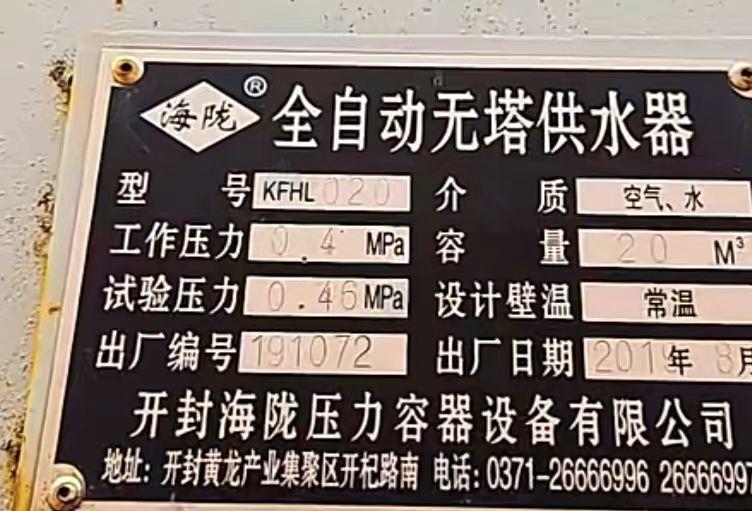 海陇® 全自动无塔供水器
型号 KFHL020 介质 空气、水
工作压力 0.4 MPa 容量 20 M³
试验压力 0.46 MPa 设计壁温 常温
出厂编号 191072 出厂日期 2019年 8月
开封海陇压力容器设备有限公司
地址: 开封黄龙产业集聚区开杞路南 电话: 0371-26666996 26666997